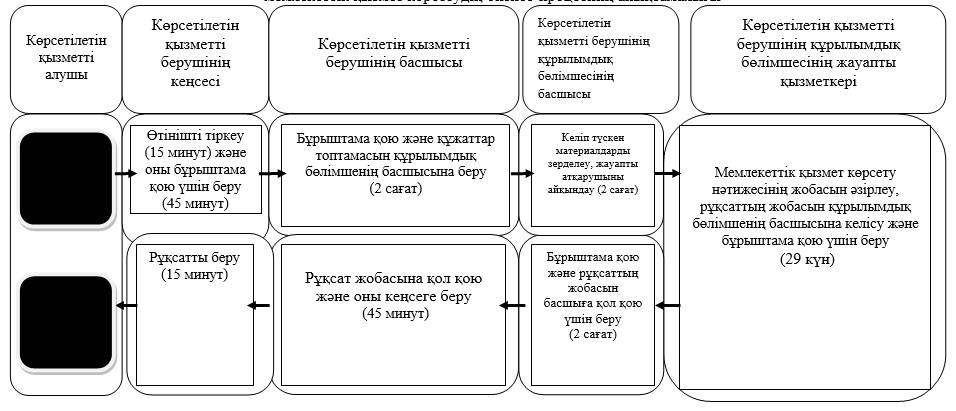 Көрсетілетін
қызметті
алушы
Көрсетілетін
қызметті
берушінің
кеңсесі
Көрсетілетін қызметті
берушінің басшысы
Көрсетілетін
қызметті берушінің
құрылымдық
бөлімшесінің
басшысы
Көрсетілетін қызметті
берушінің құрылымдық
бөлімшесінің жауапты
қызметкері
Өтінішті тіркеу
(15 минут) және
оны бұрыштама
қою үшін беру
(45 минут)
Бұрыштама қою және құжаттар
топтамасын құрылымдық
бөлімшенің басшысына беру
(2 сағат)
Келіп түскен
материалдарды
зерделеу, жауапты
атқарушыны
айқындау (2 сағат)
Мемлекеттік қызмет көрсету
нәтижесінің жобасын әзірлеу,
рұқсаттың жобасын құрылымдық
бөлімшенің басшысына келісу және
бұрыштама қою үшін беру
(29 күн)
Рұқсатты беру
(15 минут)
Рұқсат жобасына қол қою
және оны кеңсеге беру
(45 минут)
Бұрыштама қою
және рұқсаттың
жобасын
басшыға қол қою
үшін беру
(2 сағат)